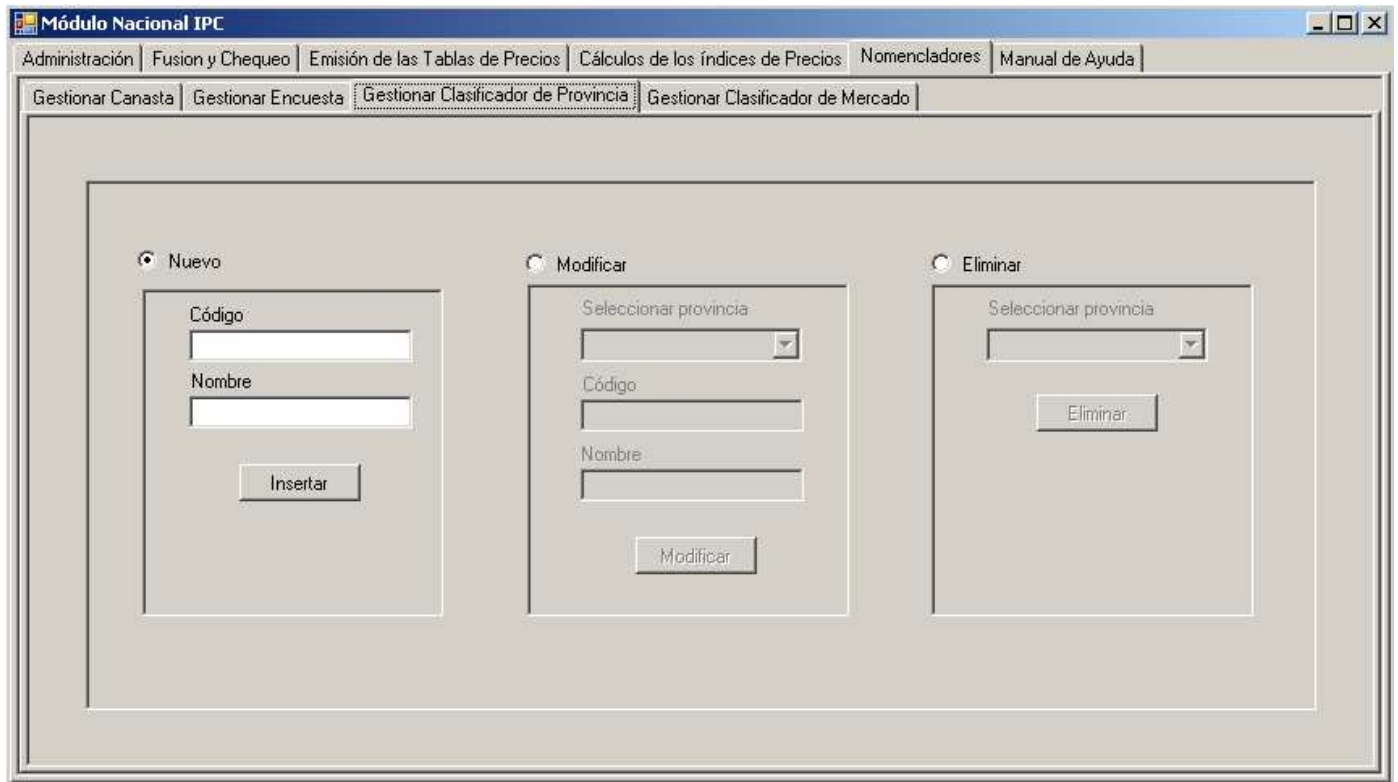 Módulo Nacional IPC
Administración Fusion y Chequeo Emisión de las Tablas de Precios Cálculos de los índices de Precios Nomencladores Manual de Ayuda
Gestionar Canasta Gestionar Encuesta Gestionar Clasificador de Provincia Gestionar Clasificador de Mercado
Nuevo
Código
Nombre
Insertar
Modificar
Seleccionar provincia
Código
Nombre
Modificar
Eliminar
Seleccionar provincia
Eliminar